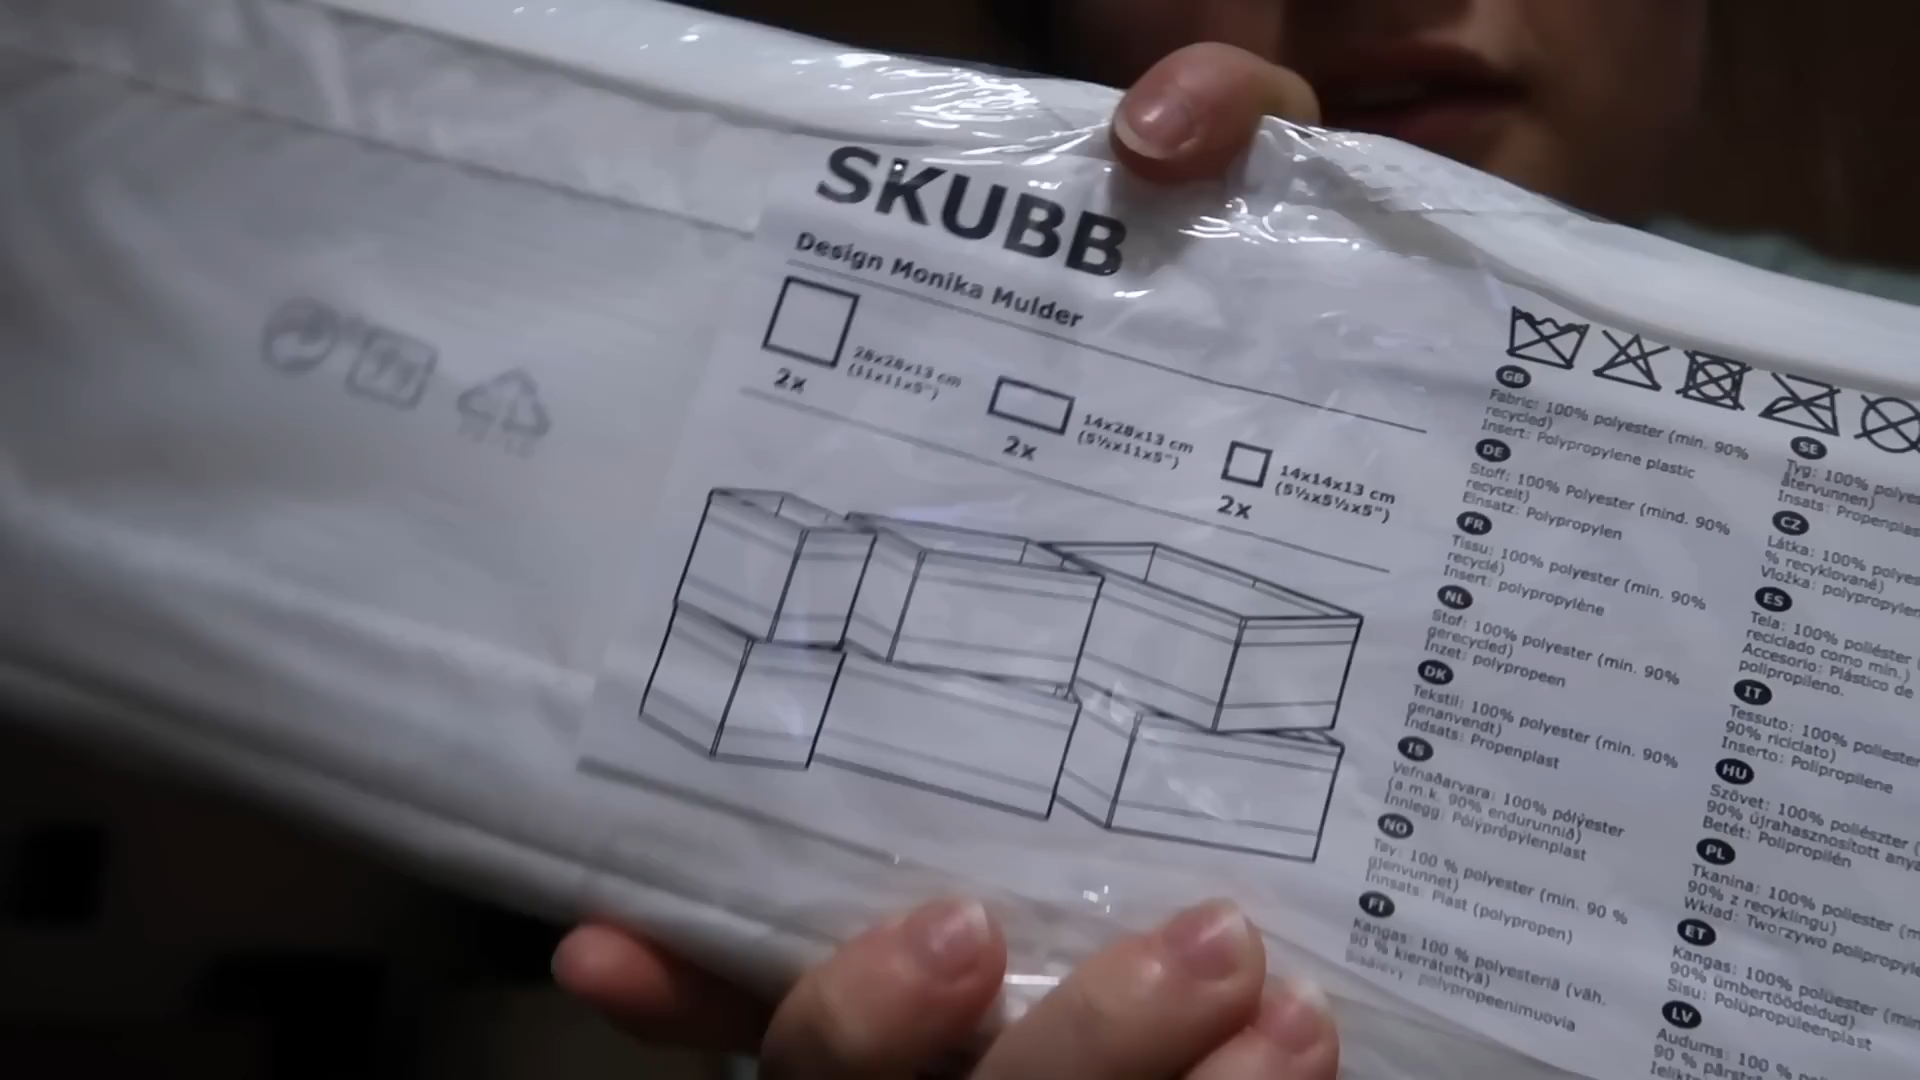 SKUBB
Design Monika Mulder
28x28x13 cm
(11x11x5")
2x
14x28x13 cm
(5½x11x5")
2x
14x14x13 cm
(5½x5½x5")
2x
GB
Fabric: 100% polyester (min. 90%
recycled)
Insert: Polypropylene plastic
DE
Stoff: 100% Polyester (mind. 90%
recycelt)
Einsatz: Polypropylen
FR
Tissu: 100% polyester (min. 90%
recyclé)
Insert: polypropylène
NL
Stof: 100% polyester (min. 90%
gerecycled)
Inzet: polypropeen
DK
Tekstil: 100% polyester (min. 90%
genanvendt)
Indsats: Propenplast
IS
Vefnaðarvara: 100% pólýester
(a.m.k. 90% endurunnið)
Innlegg: Pólýprópýlenplast
NO
Tøy: 100 % polyester (min. 90 %
gjenvunnet)
Innsats: Plast (polypropen)
FI
Kangas: 100 % polyesteriä (väh.
90 % kierrätettyä)
Sisälevy: polypropeenimuovia
SE
Tyg: 100% polyes
återvunnen)
Insats: Propenplas
CZ
Látka: 100% polyes
% recyklované)
Vložka: polypropylen
ES
Tela: 100% poliéster (
reciclado como mín.)
Accesorio: Plástico de
polipropileno.
IT
Tessuto: 100% poliester
90% riciclato)
Inserto: Polipropilene
HU
Szövet: 100% poliészter (
90% újrahasznosított anya
Betét: Polipropilén
PL
Tkanina: 100% poliester (m
90% z recyklingu)
Wkład: Tworzywo polipropyle
ET
Kangas: 100% polüester (min
90% ümbertöödeldud)
Sisu: Polüpropüleenplast
LV
Audums: 100 % po
90 % pārstr